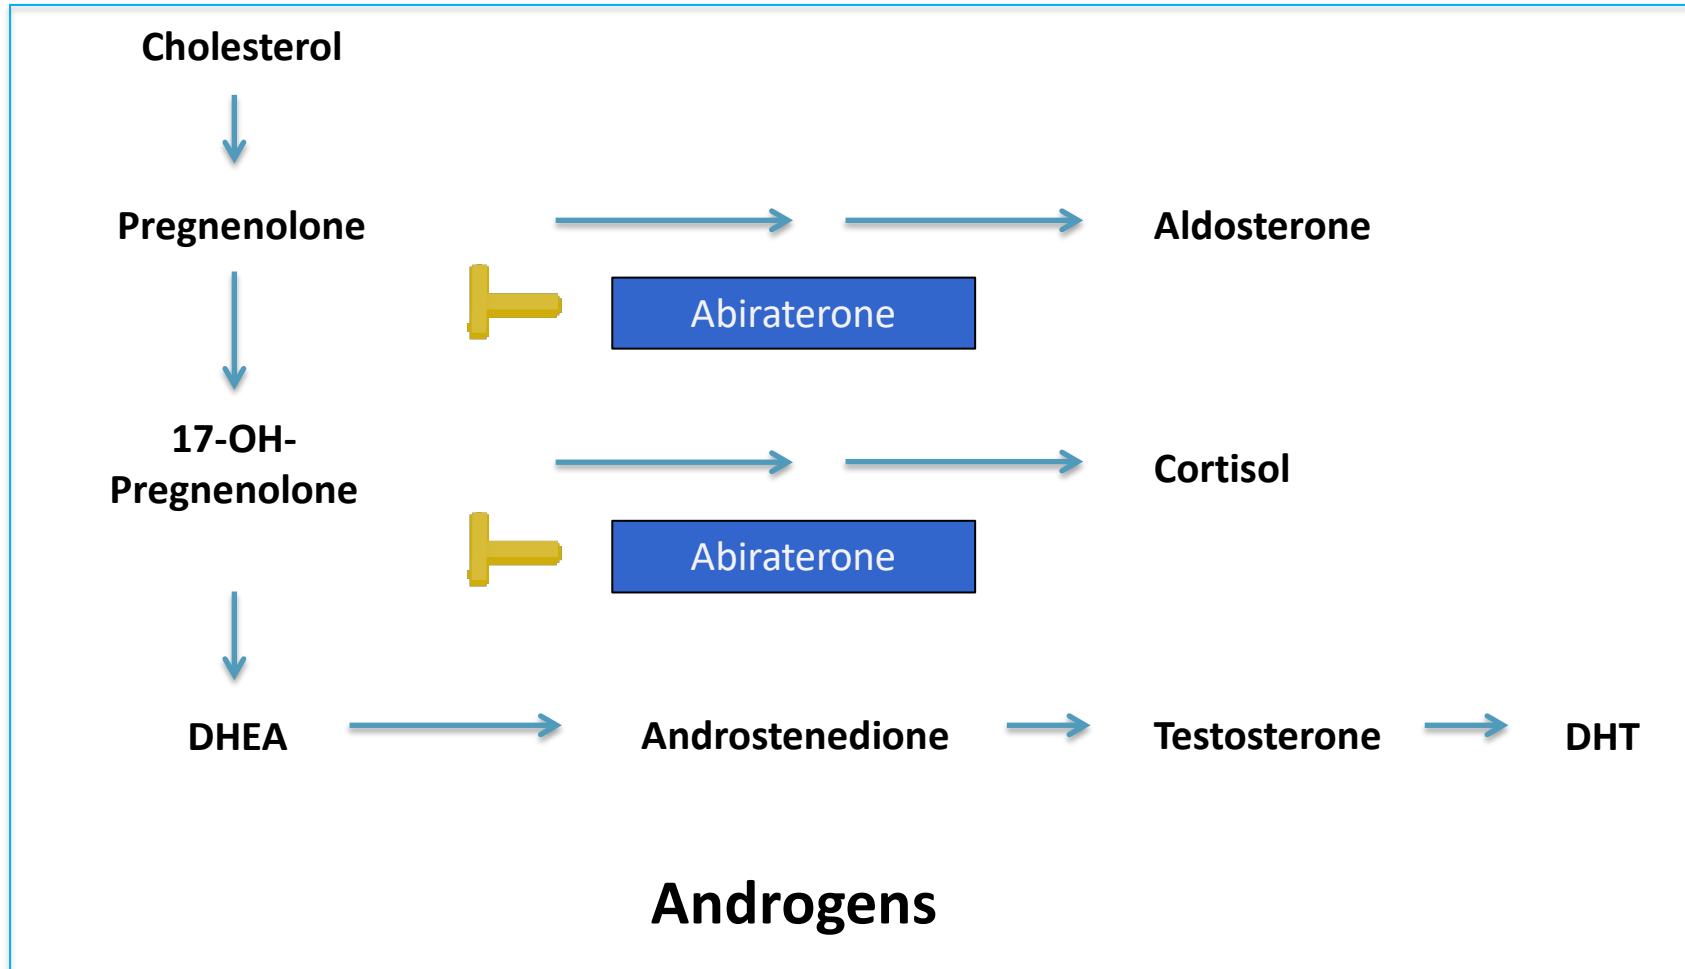 Cholesterol
Pregnenolone
Aldosterone
Abiraterone
17-OH-
Pregnenolone
Cortisol
Abiraterone
DHEA
Androstenedione
Testosterone
DHT
Androgens